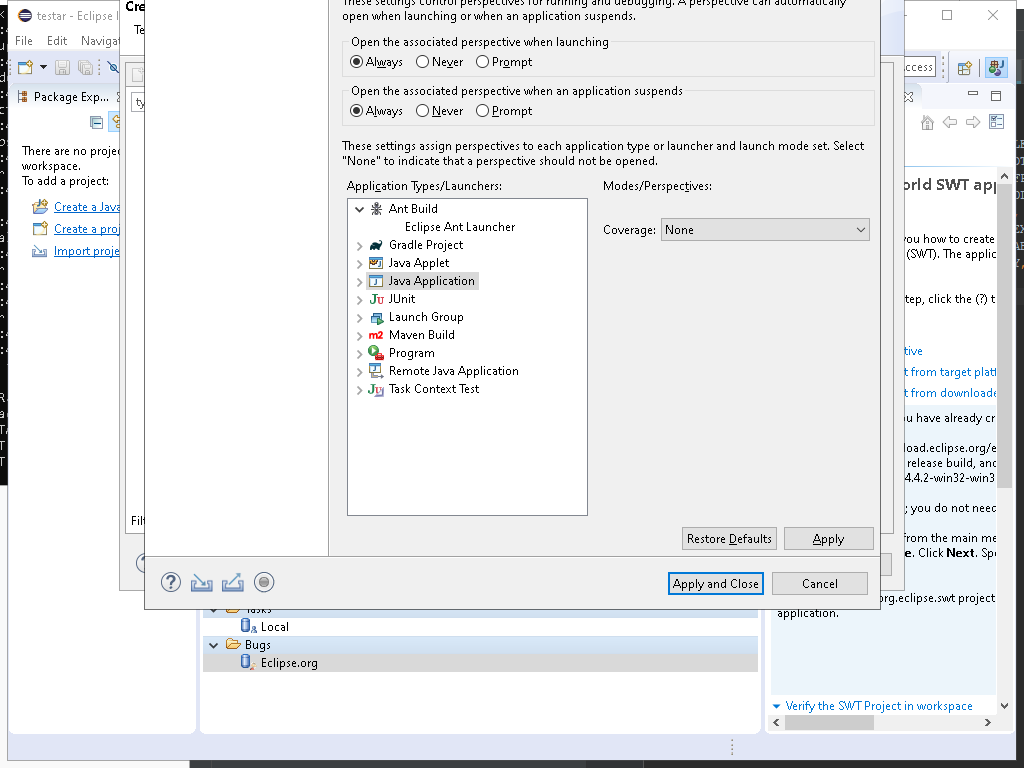 testar - Eclipse I
Cre
These settings control perspectives for running and debugging. A perspective can automatically
open when launching or when an application suspends.
File Edit Navigat
Te
Open the associated perspective when launching
Always Never Prompt
ccess
Package Exp...
ty
Open the associated perspective when an application suspends
Always Never Prompt
These settings assign perspectives to each application type or launcher and launch mode set. Select
"None" to indicate that a perspective should not be opened.
There are no proje
workspace.
To add a project:
Create a Java
Create a proj
Import proje
Application Types/Launchers:
Modes/Perspectives:
Ant Build
Eclipse Ant Launcher
Gradle Project
Java Applet
Java Application
JUnit
Launch Group
Maven Build
Program
Remote Java Application
Task Context Test
Coverage: None
orld SWT app
you how to create
(SWT). The applic
tep, click the (?) t
tive
t from target platf
t from downloade
ou have already cr
load.eclipse.org/e
release build, and
4.4.2-win32-win3
; you do not need
from the main me
e. Click Next. Spe
org.eclipse.swt project
application.
Filt
Restore Defaults Apply
Apply and Close Cancel
Tasks
Local
Bugs
Eclipse.org
Verify the SWT Project in workspace